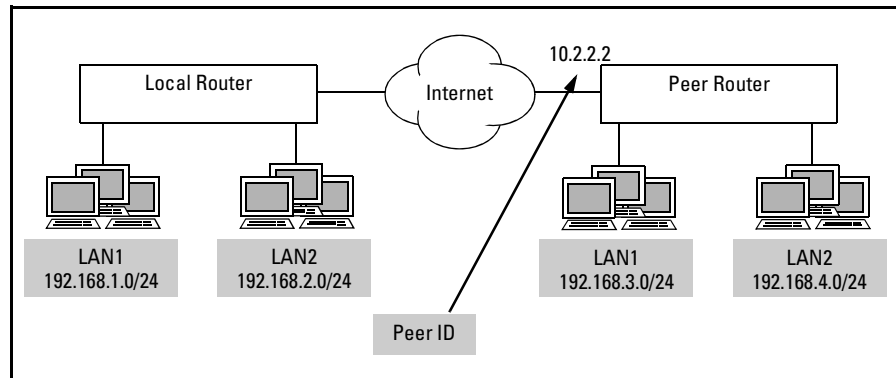 10.2.2.2
Local Router
Internet
Peer Router
LAN1
192.168.1.0/24
LAN2
192.168.2.0/24
LAN1
192.168.3.0/24
LAN2
192.168.4.0/24
Peer ID